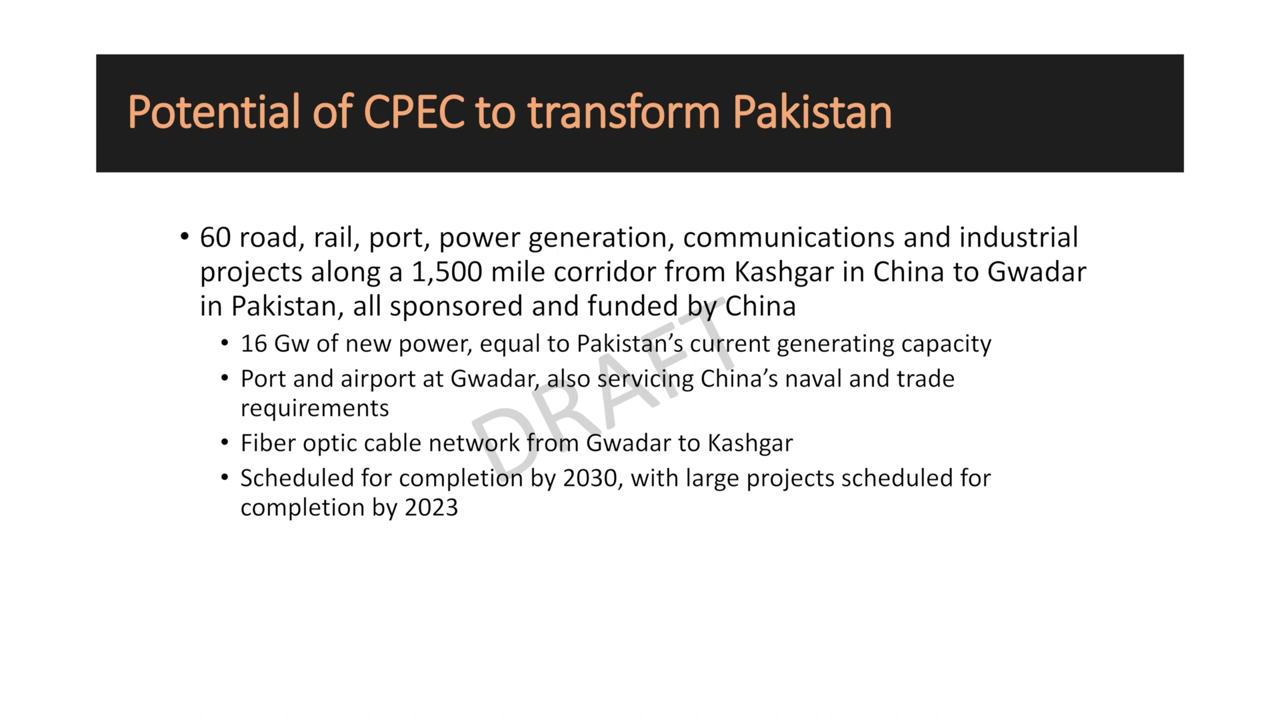 Potential of CPEC to transform Pakistan
• 60 road, rail, port, power generation, communications and industrial
projects along a 1,500 mile corridor from Kashgar in China to Gwadar
in Pakistan, all sponsored and funded by China
• 16 Gw of new power, equal to Pakistan’s current generating capacity
• Port and airport at Gwadar, also servicing China’s naval and trade
requirements
• Fiber optic cable network from Gwadar to Kashgar
• Scheduled for completion by 2030, with large projects scheduled for
completion by 2023
DRAFT